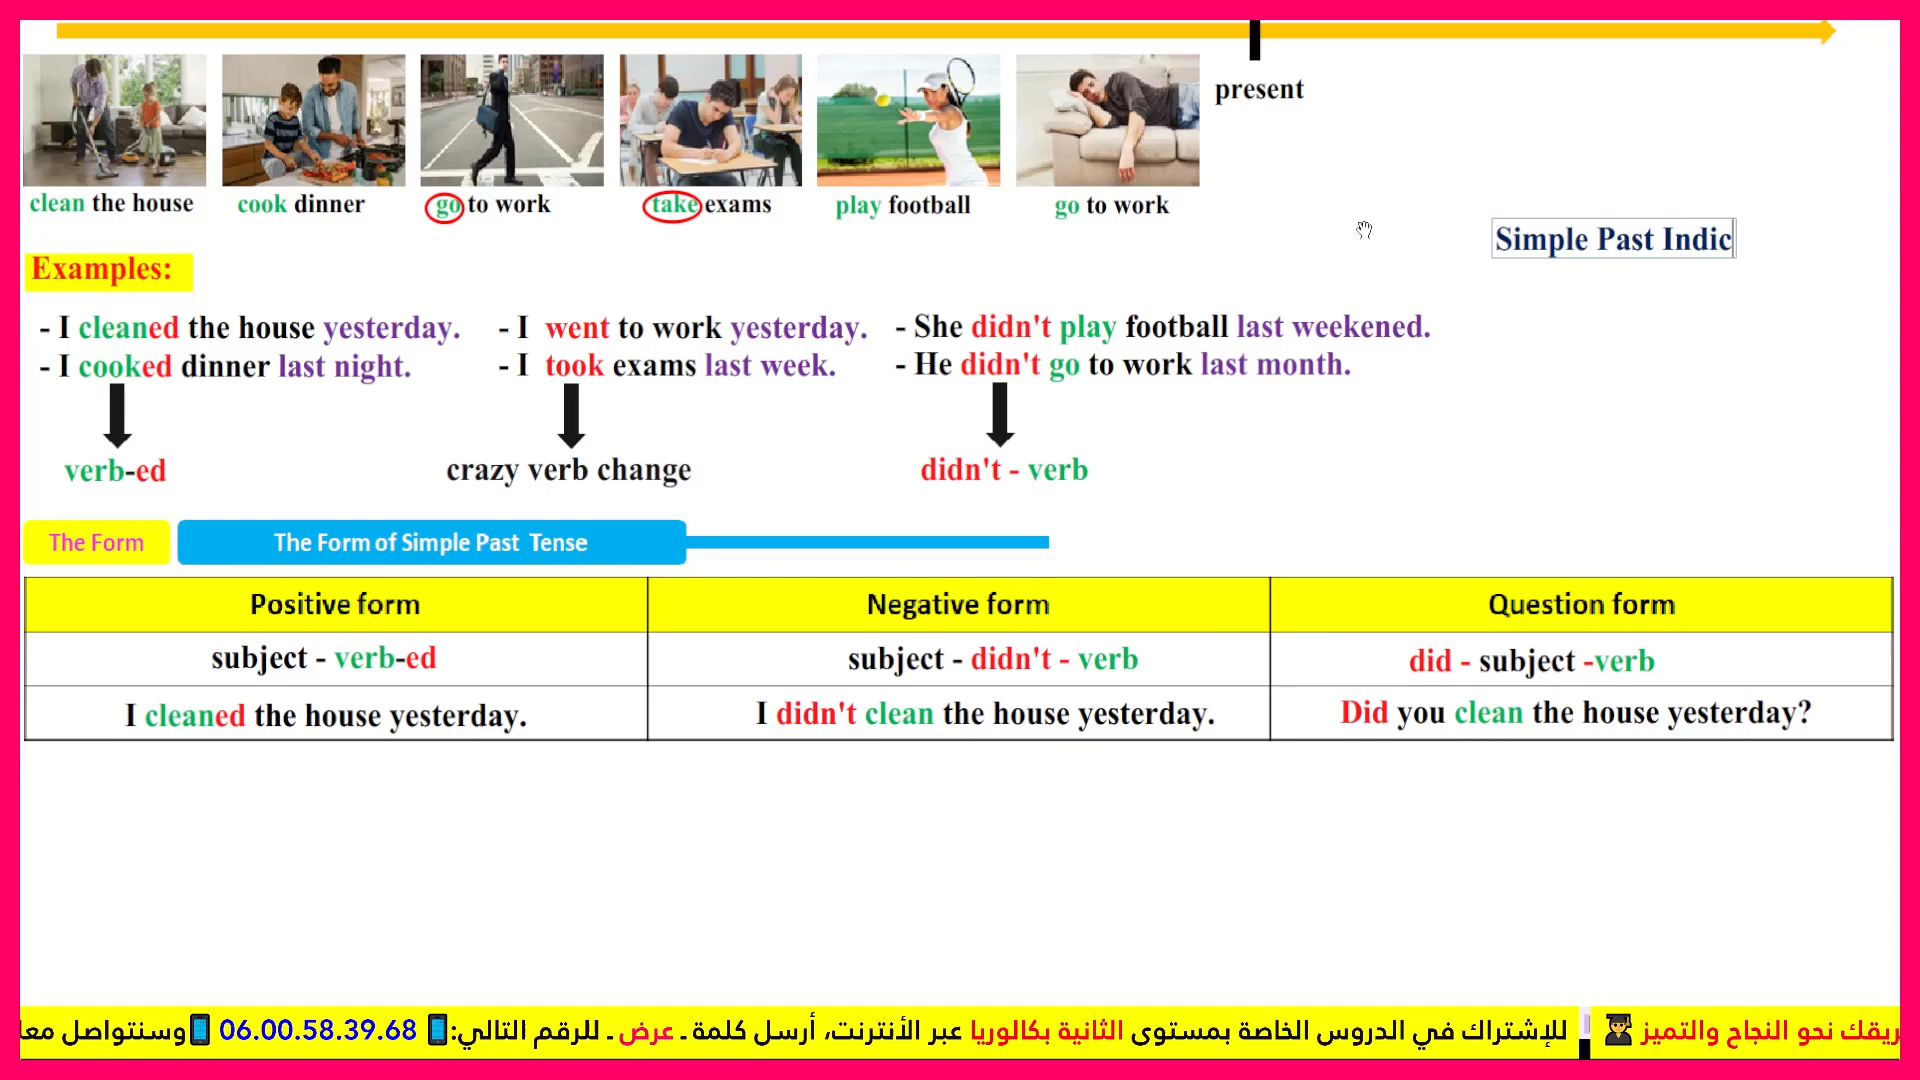 present
clean the house
cook dinner
go to work
take exams
play football
go to work
Simple Past Indic
Examples:
- I cleaned the house yesterday.
- I cooked dinner last night.
verb-ed
- I went to work yesterday.
- I took exams last week.
crazy verb change
- She didn't play football last weekened.
- He didn't go to work last month.
didn't - verb
The Form
The Form of Simple Past Tense
Positive form
Negative form
Question form
subject - verb-ed
subject - didn't - verb
did - subject -verb
I cleaned the house yesterday.
I didn't clean the house yesterday.
Did you clean the house yesterday?
نحو النجاح والتميز للإشتراك في الدروس الخاصة بمستوى الثانية بكالوريا عبر الأنترنت، أرسل كلمة ـ عرض ـ للرقم التالي: 06.00.58.39.68 وسنتواصل